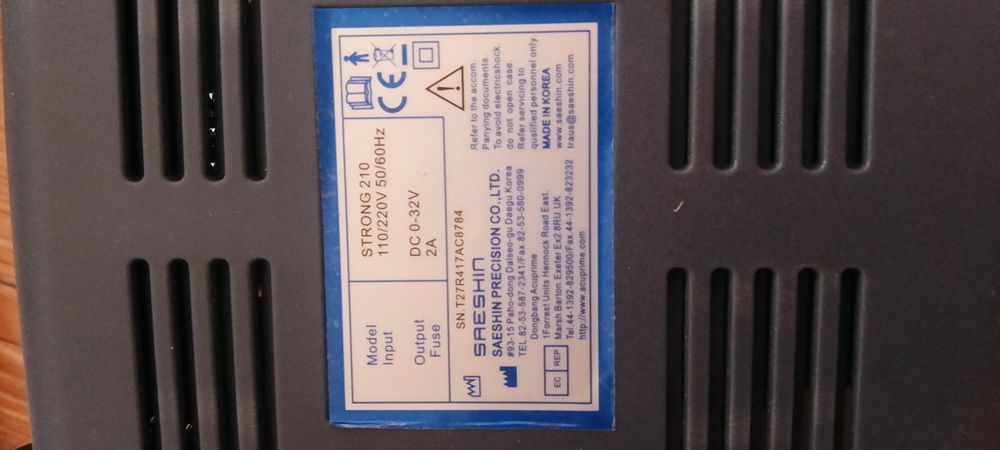 Model STRONG 210
Input 110/220V 50/60Hz
Output DC 0-32V
Fuse 2A
SN.T27R417AC8784
SAESHIN
SAESHIN PRECISION CO.,LTD.
#93-15 Paho-dong Dalseo-gu Daegu Korea
TEL.82-53-587-2341/Fax.82-53-580-0999
EC REP
Dongbang Acuprime
1Forrest Units Hennock Road East.
Marsh Barton Exeter Ex2 8RU.UK
Tel.44-1392-829500/Fax.44-1392-823232
http://www.acuprime.com
CE
Refer to the accom.
Panying documents.
To avoid electricshock.
do not open case.
Refer servicing to
quslified personnel only.
MADE IN KOREA
www.saeshin.com
traus@saeshin.com